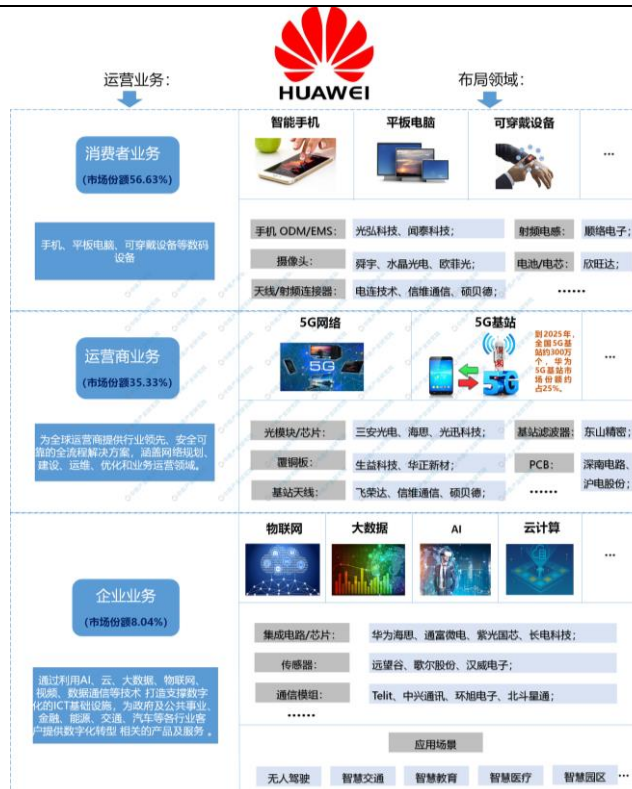 HUAWEI
运营业务：
布局领域：
消费者业务
(市场份额56.63%)
手机、平板电脑、可穿戴设备等数码
设备
智能手机
平板电脑
可穿戴设备
...
手机 ODM/EMS：
光弘科技、闻泰科技；
射频电感：
顺络电子；
摄像头：
舜宇、水晶光电、欧菲光；
电池/电芯：
欣旺达；
天线/射频连接器：
电连技术、信维通信、硕贝德；
······
运营商业务
(市场份额35.33%)
为全球运营商提供行业领先、安全可
靠的全流程解决方案，涵盖网络规划、
建设、运维、优化和业务运营领域。
5G网络
5G
5G基站
5G
到2025年，
全国5G基
站约300万
个，华为
5G基站市
场份额约
占25%。
...
光模块/芯片：
三安光电、海思、光迅科技；
基站滤波器：
东山精密；
覆铜板：
生益科技、华正新材；
PCB：
深南电路、
沪电股份；
基站天线：
飞荣达、信维通信、硕贝德；
······
企业业务
(市场份额8.04%)
通过利用AI、云、大数据、物联网、
视频、数据通信等技术 打造支撑数字
化的ICT基础设施，为政府及公共事业、
金融、能源、交通、汽车等各行业客
户提供数字化转型 相关的产品及服务 。
物联网
大数据
AI
云计算
...
集成电路/芯片：
华为海思、通富微电、紫光国芯、长电科技；
传感器：
远望谷、歌尔股份、汉威电子；
通信模组：
Telit、中兴通讯、环旭电子、北斗星通；
······
应用场景
无人驾驶
智慧交通
智慧教育
智慧医疗
智慧园区
...